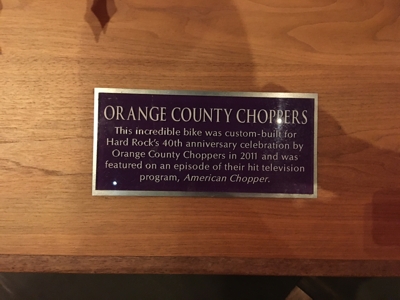 ORANGE COUNTY CHOPPERS
This incredible bike was custom-built for
Hard Rock's 40th anniversary celebration by
Orange County Choppers in 2011 and was
featured on an episode of their hit television
program, American Chopper.